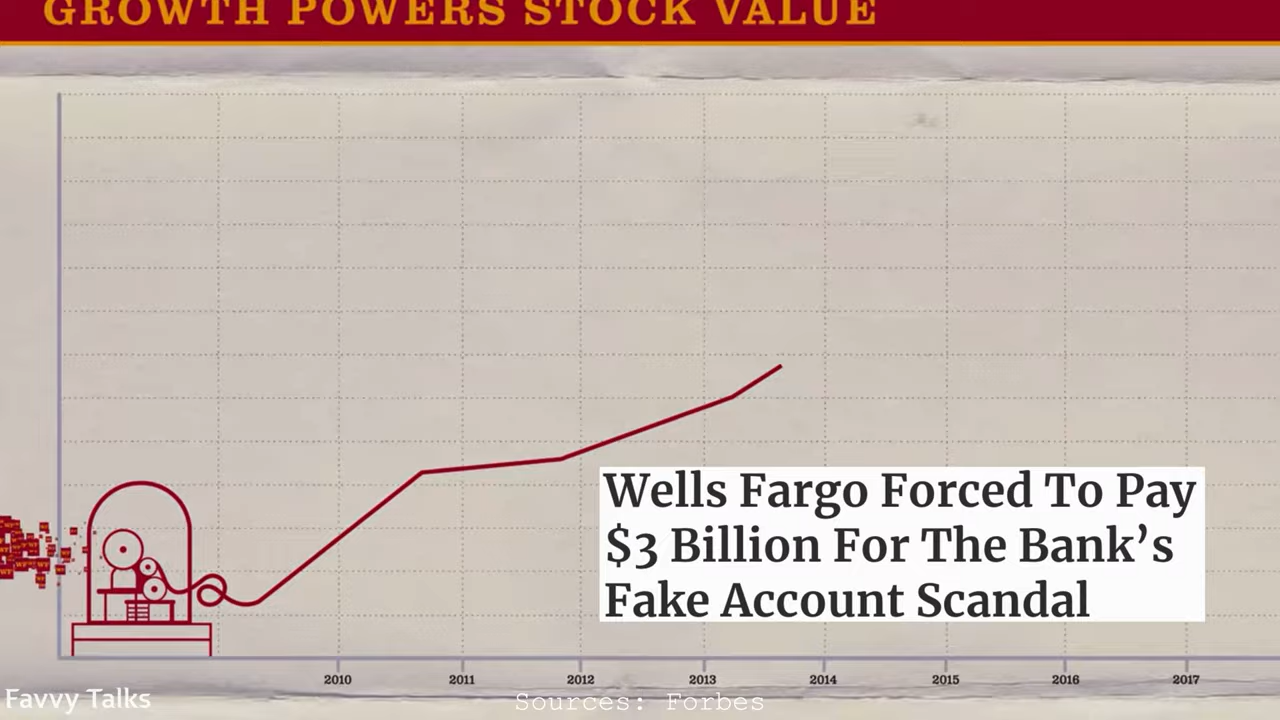 GROWTH POWERS STOCK VALUE
Wells Fargo Forced To Pay
$3 Billion For The Bank’s
Fake Account Scandal
2010 2011 2012 2013 2014 2015 2016 2017
Favvy Talks
Sources: Forbes